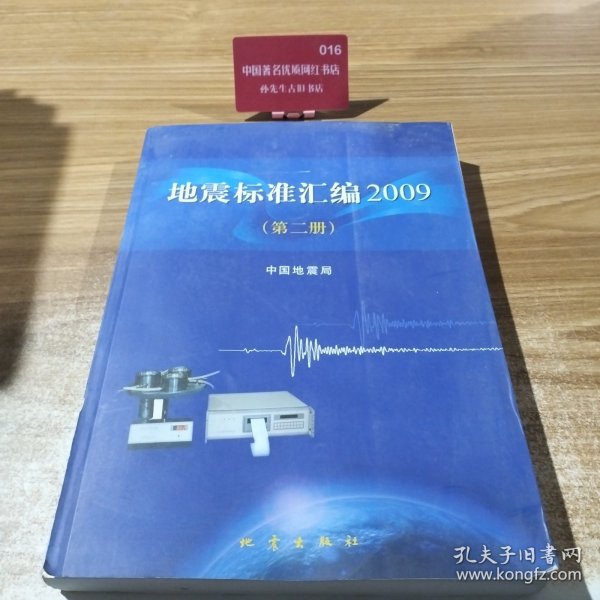 016
中国著名优质网红书店
孙先生古旧书店
地震标准汇编2009
(第二册)
中国地震局
地震出版社
孔夫子旧书网
www.kongfz.com